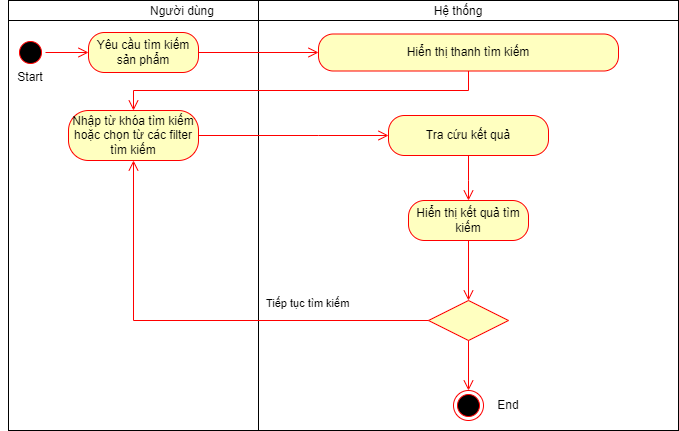 Người dùng
Hệ thống
Start
Yêu cầu tìm kiếm
sản phẩm
Hiển thị thanh tìm kiếm
Nhập từ khóa tìm kiếm
hoặc chọn từ các filter
tìm kiếm
Tra cứu kết quả
Hiển kết quả tìm
kiếm
Tiếp tục tìm kiếm
End